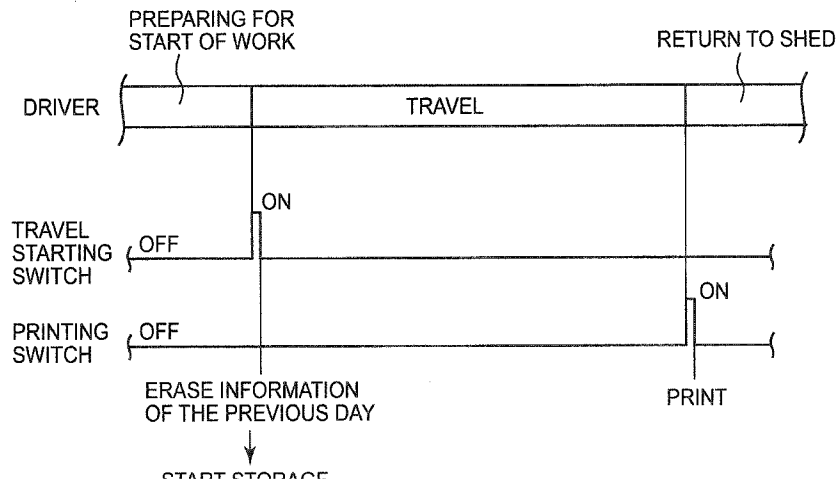 PREPARING FOR
START OF WORK
RETURN TO SHED
DRIVER
TRAVEL
ON
TRAVEL
STARTING
SWITCH
OFF
ON
PRINTING
SWITCH
OFF
ERASE INFORMATION
OF THE PREVIOUS DAY
PRINT
START STORAGE